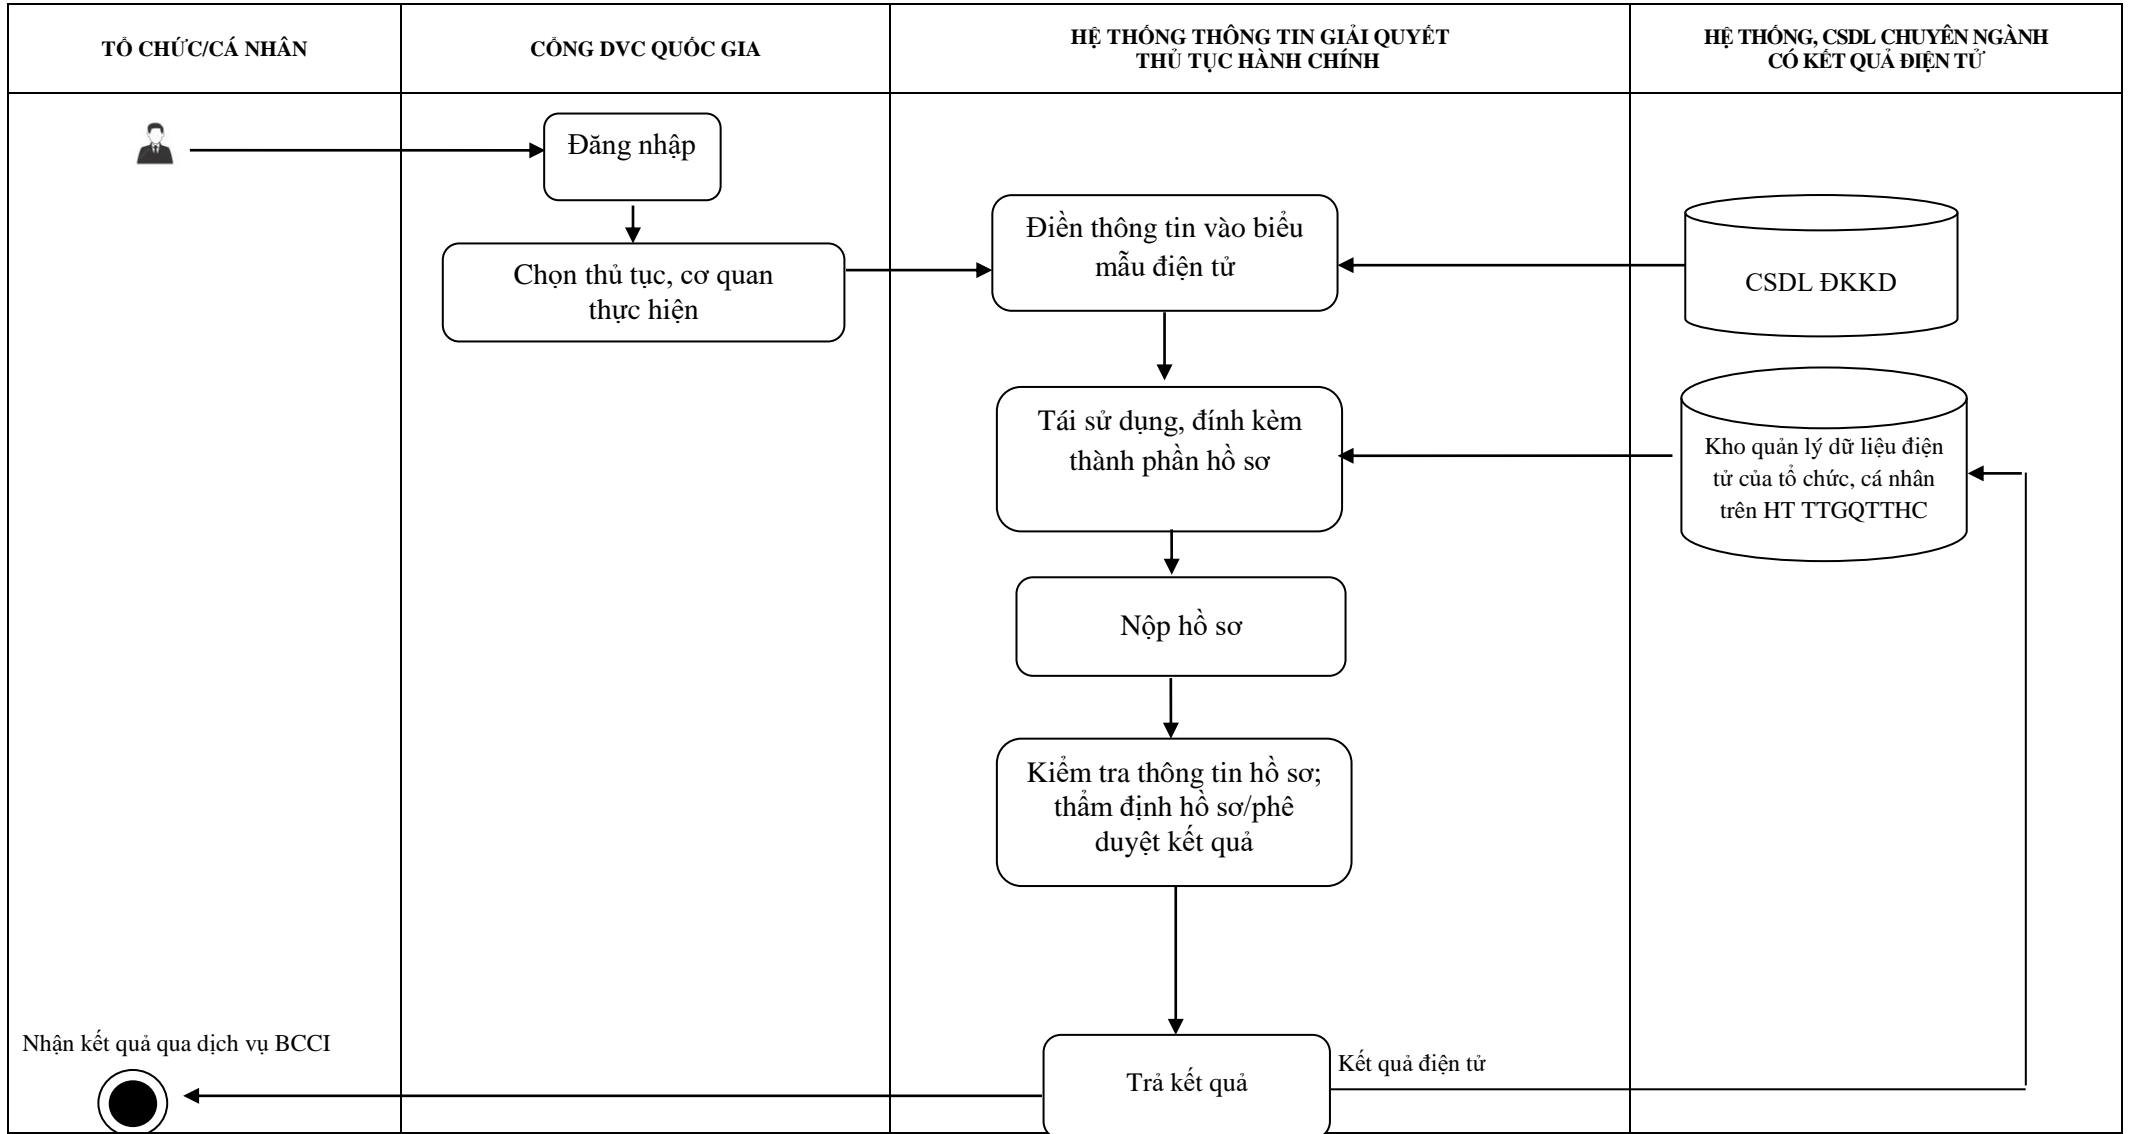 TỔ CHỨC/CÁ NHÂN
CỔNG DVC QUỐC GIA
HỆ THỐNG THÔNG TIN GIẢI QUYẾT
THỦ TỤC HÀNH CHÍNH
HỆ THỐNG, CSDL CHUYÊN NGÀNH
CÓ KẾT QUẢ ĐIỆN TỬ
Đăng nhập
Chọn thủ tục, cơ quan
thực hiện
Điền thông tin vào biểu
mẫu điện tử
CSDL ĐKKD
Tái sử dụng, đính kèm
thành phần hồ sơ
Kho quản lý dữ liệu điện
tử của tổ chức, cá nhân
trên HT TTGQTTHC
Nộp hồ sơ
Kiểm tra thông tin hồ sơ;
thẩm định hồ sơ/phê
duyệt kết quả
Nhận kết quả qua dịch vụ BCCI
Trả kết quả
Kết quả điện tử